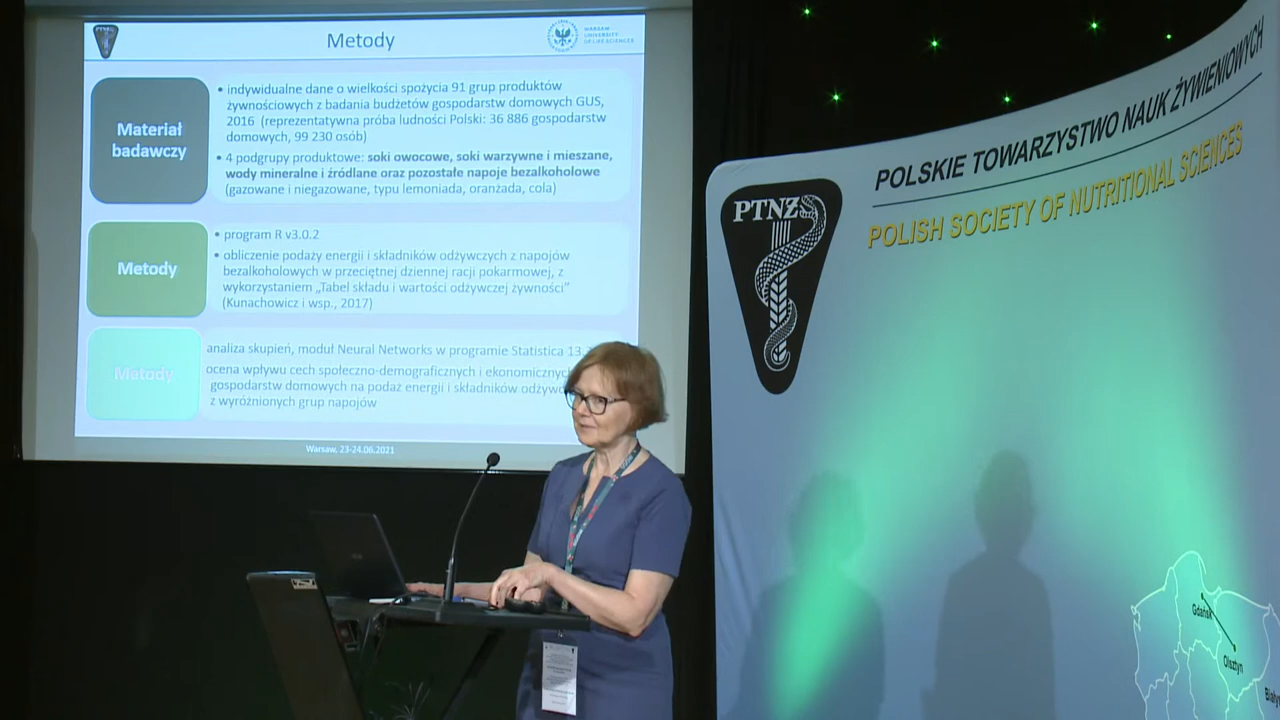 Metody
WARSAW
UNIVERSITY
OF LIFE SCIENCES
Materiał
badawczy
• indywidualne dane o wielkości spożycia 91 grup produktów
żywnościowych z badania budżetów gospodarstw domowych GUS,
2016 (reprezentatywna próba ludności Polski: 36 886 gospodarstw
domowych, 99 230 osób)
• 4 podgrupy produktowe: soki owocowe, soki warzywne i mieszane,
wody mineralne i źródlane oraz pozostałe napoje bezalkoholowe
(gazowane i niegazowane, typu lemoniada, oranżada, cola)
Metody
• program R v3.0.2
• obliczenie podaży energii i składników odżywczych z napojów
bezalkoholowych w przeciętnej dziennej racji pokarmowej, z
wykorzystaniem „Tabel składu i wartości odżywczej żywności”
(Kunachowicz i wsp., 2017)
Metody
analiza skupień, moduł Neural Networks w programie Statistica 13.
ocena wpływu cech społeczno-demograficznych i ekonomicznych
gospodarstw domowych na podaż energii i składników
z wyróżnionych grup napojów
Warsaw, 23-24.06.2021
POLSKIE TOWARZYSTWO NAUK ŻYWIENIOWYCH
POLISH SOCIETY OF NUTRITIONAL SCIENCES
PTNŻ
Gdańsk
Olsztyn